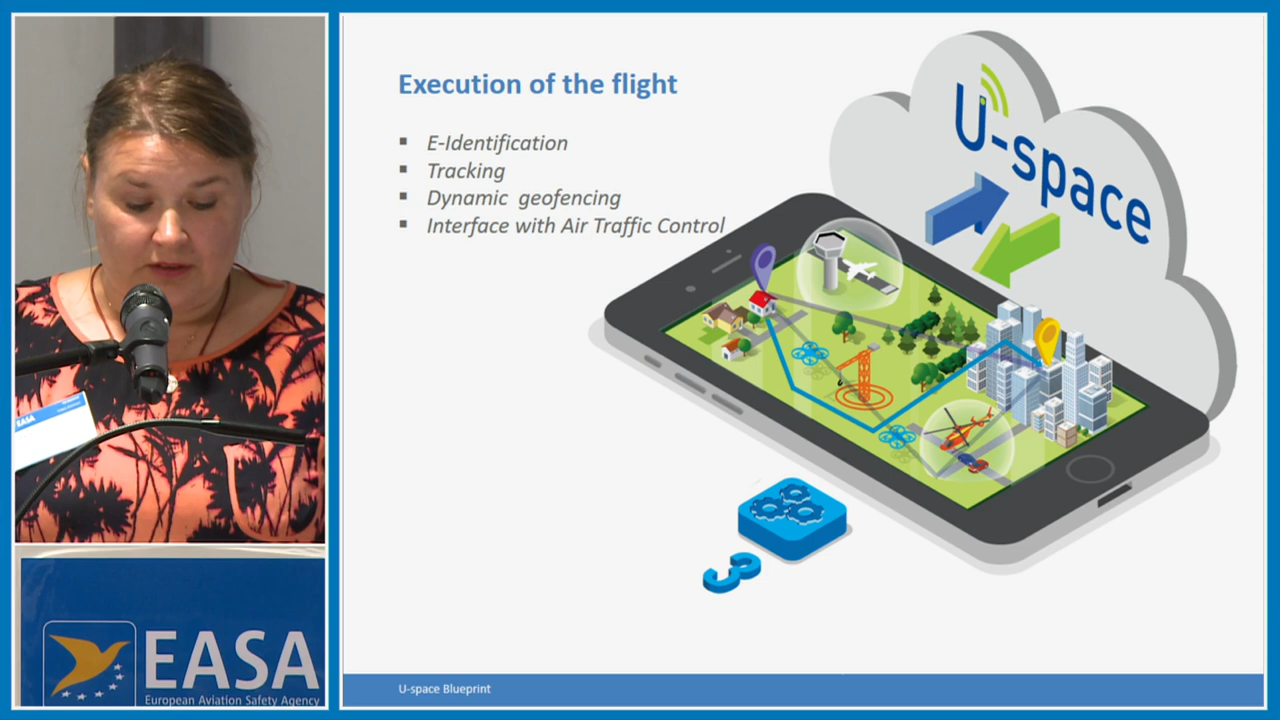 Execution of the flight
E-Identification
Tracking
Dynamic geofencing
Interface with Air Traffic Control
U-space
3
EASA
EASA
European Aviation Safety Agency
U-space Blueprint